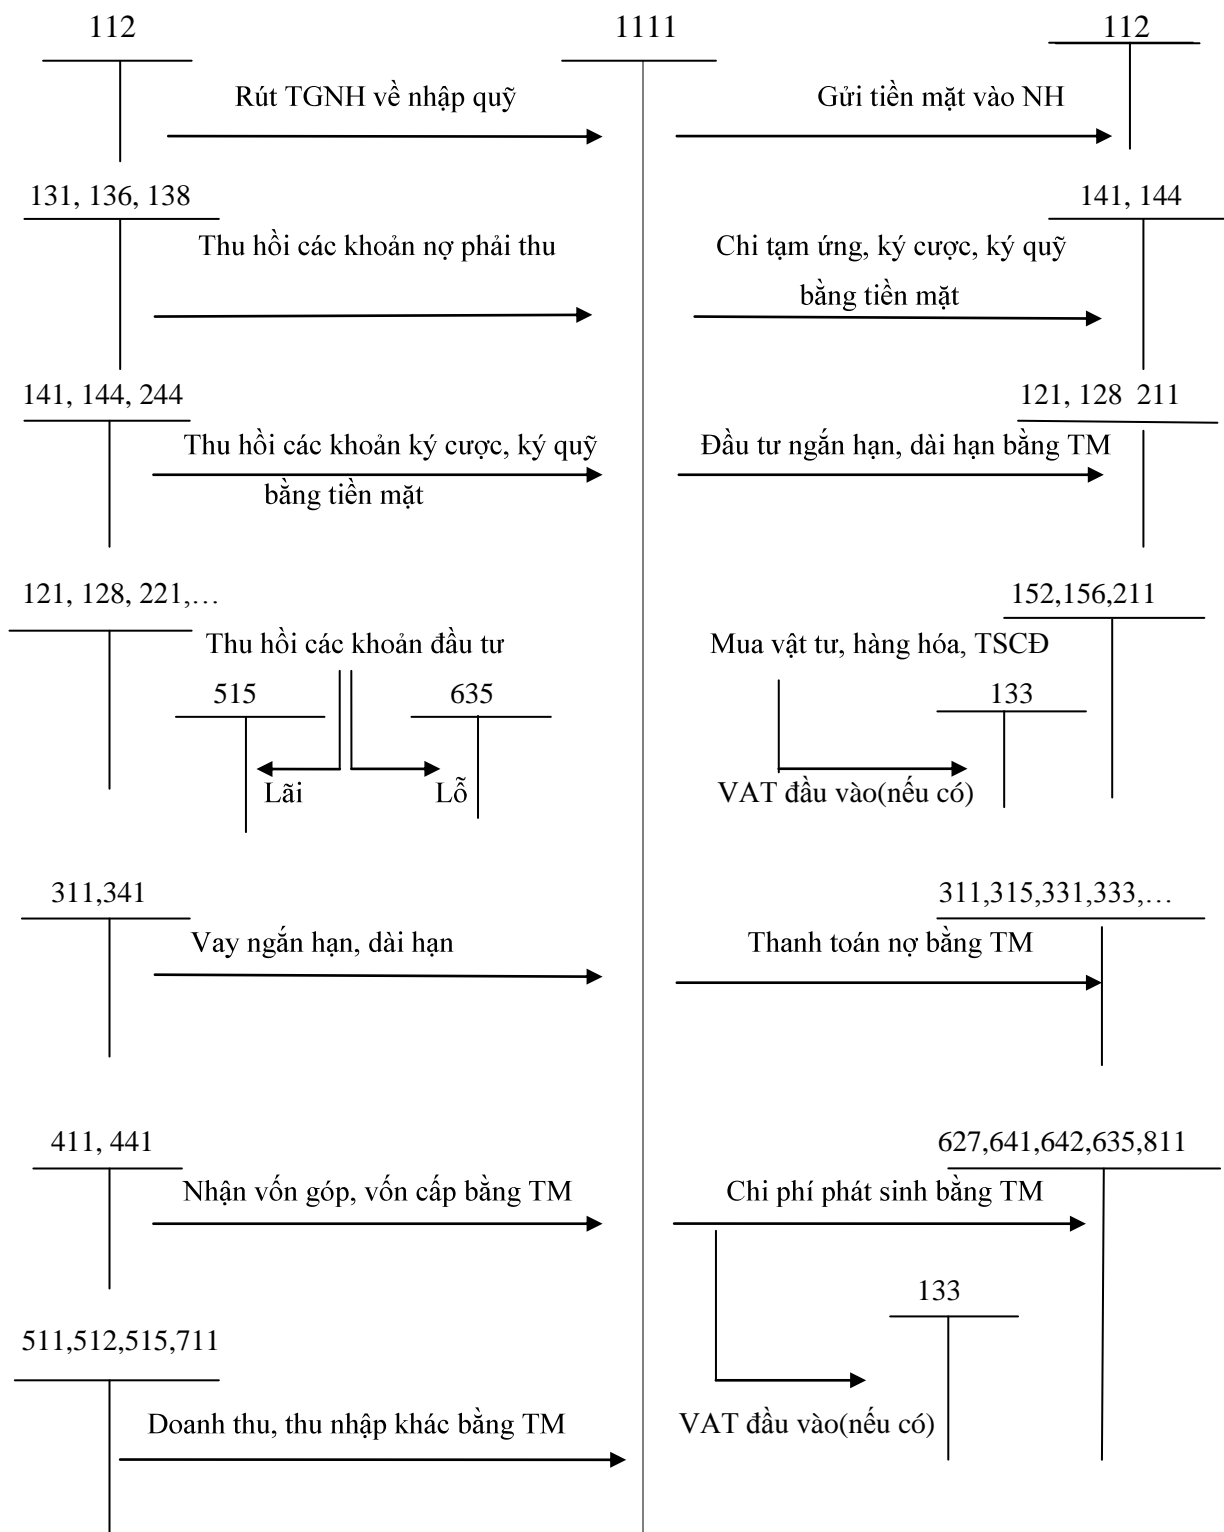 112
1111
112
Rút TGNH về nhập quỹ
Gửi tiền mặt vào NH
131, 136, 138
141, 144
Thu hồi các khoản nợ phải thu
Chi tạm ứng, ký cược, ký quỹ
bằng tiền mặt
141, 144, 244
121, 128 211
Thu hồi các khoản ký cược, ký quỹ
bằng tiền mặt
Đầu tư ngắn hạn, dài hạn bằng TM
121, 128, 221,…
152,156,211
Thu hồi các khoản đầu tư
Mua vật tư, hàng hóa, TSCĐ
515
635
133
Lãi
Lỗ
VAT đầu vào(nếu có)
311,341
311,315,331,333,…
Vay ngắn hạn, dài hạn
Thanh toán nợ bằng TM
411, 441
627,641,642,635,811
Nhận vốn góp, vốn cấp bằng TM
Chi phí phát sinh bằng TM
133
511,512,515,711
Doanh thu, thu nhập khác bằng TM
VAT đầu vào(nếu có)